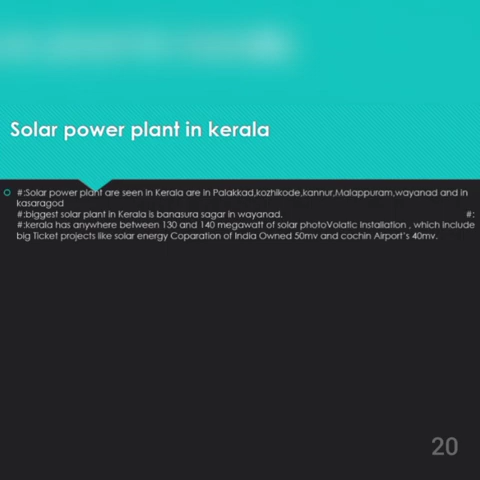 Solar power plant in kerala
#:Solar power plant are seen in Kerala are in Palakkad,kozhikode,kannur,Malappuram,wayanad and in
kasaragod
#:biggest solar plant in Kerala is banasura sagar in wayanad. #:
#:kerala has anywhere between 130 and 140 megawatt of solar photoVolatic Installation , which include
big Ticket projects like solar energy Coparation of India Owned 50mv and cochin Airport's 40mv.
20